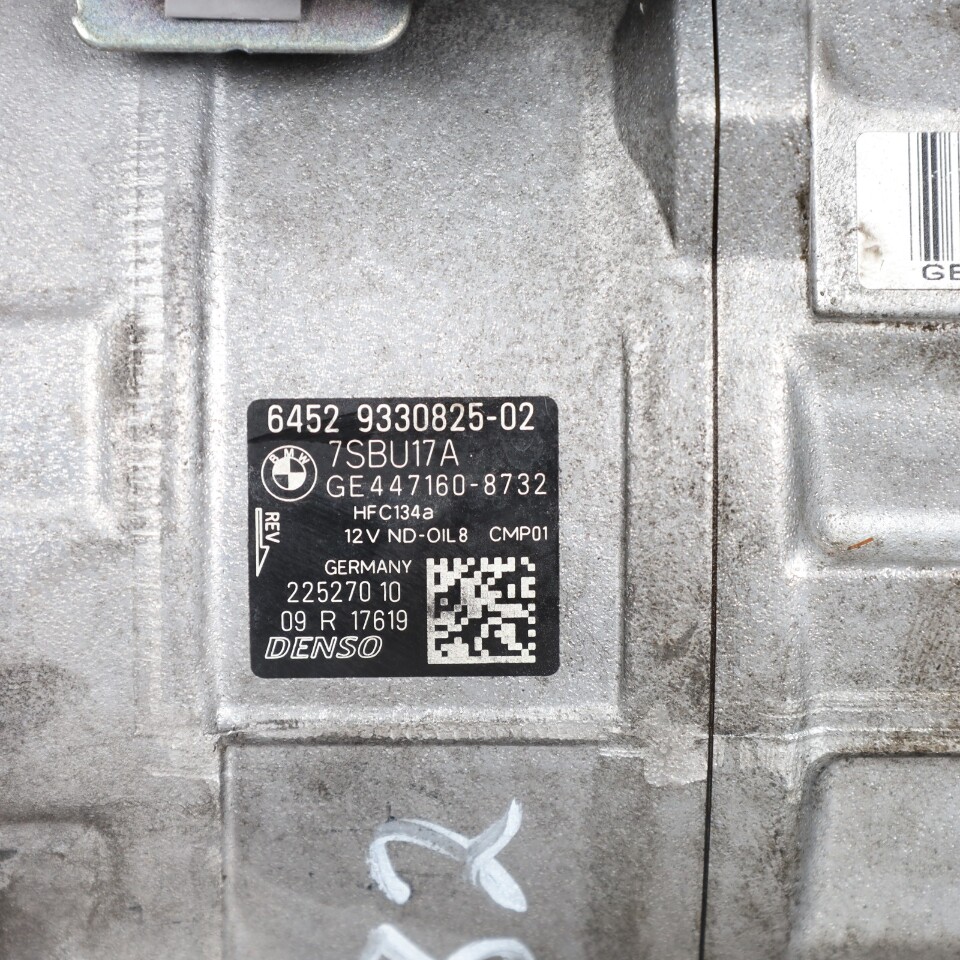 6452 9330825-02
BMW
7SBU17A
GE447160-8732
HFC134a
12V ND-OIL8 CMP01
REV
GERMANY
225270 10
09 R 17619
DENSO
GE